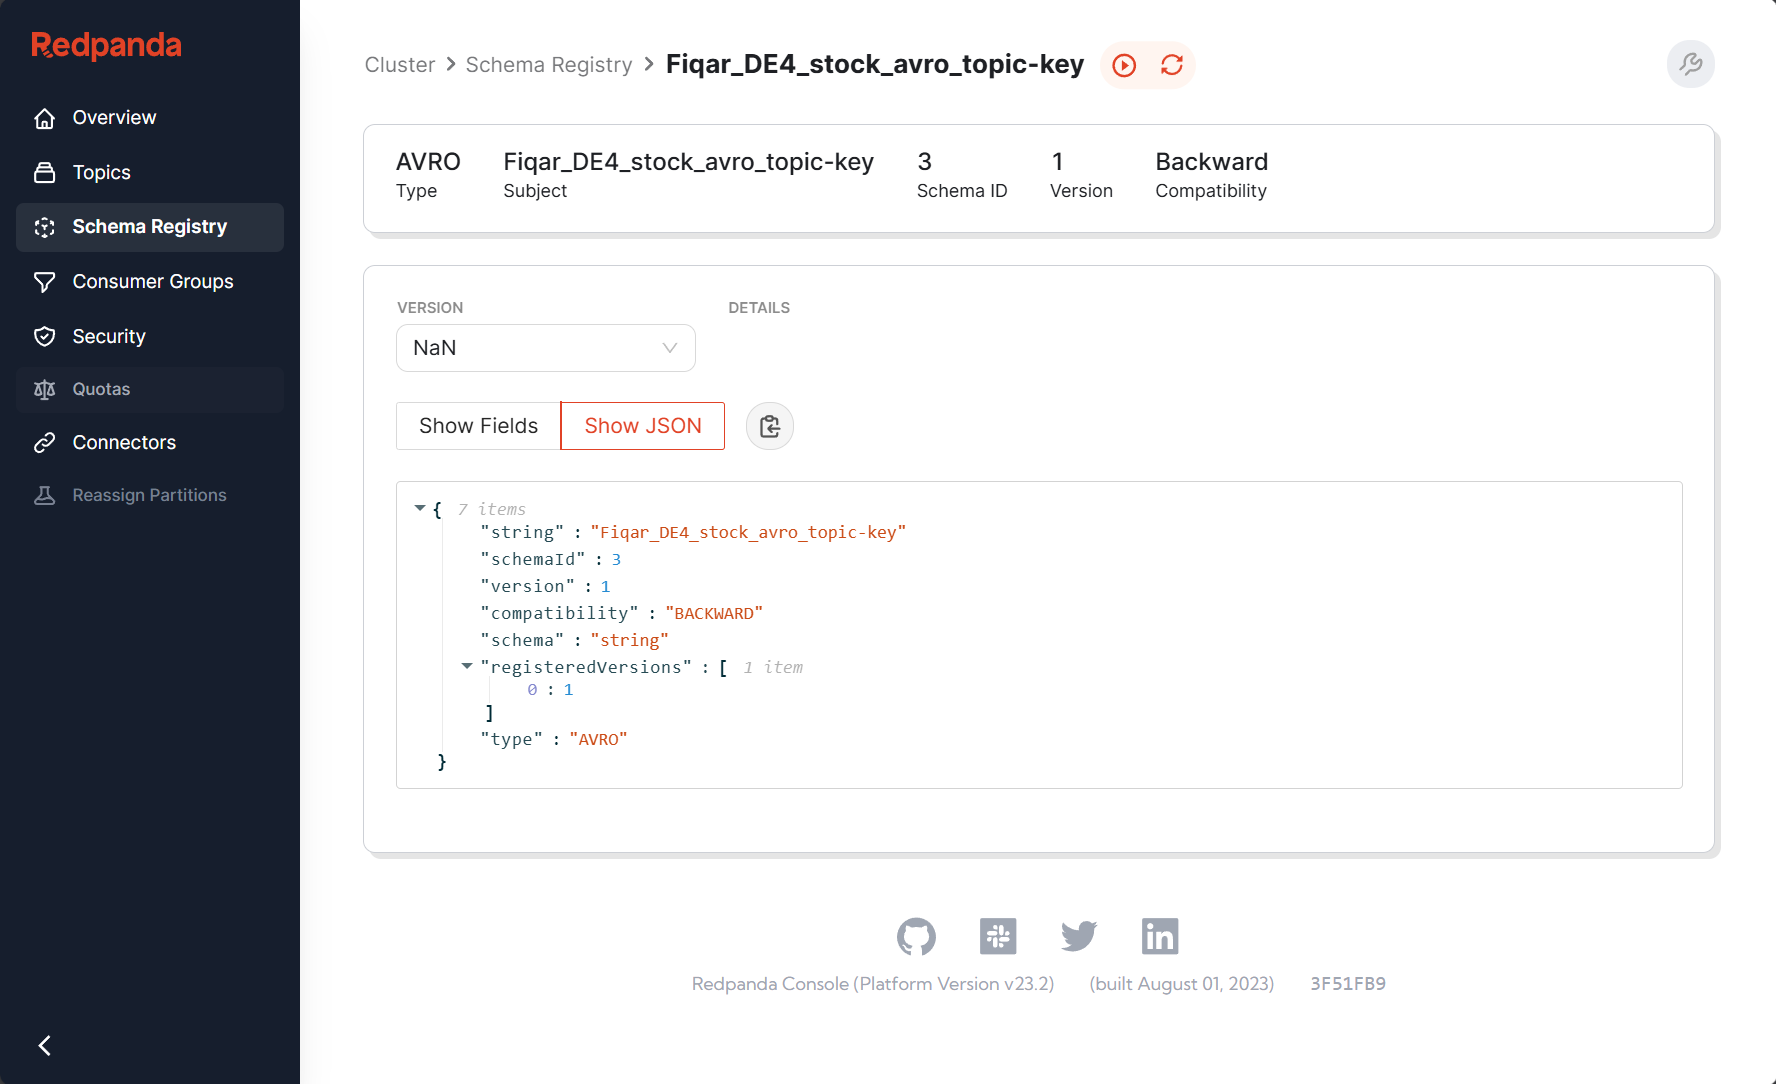 Redpanda
Overview
Topics
Schema Registry
Consumer Groups
Security
Quotas
Connectors
Reassign Partitions
Cluster > Schema Registry > Fiqar_DE4_stock_avro_topic-key
AVRO Fiqar_DE4_stock_avro_topic-key 3 1 Backward
Type Subject Schema ID Version Compatibility
VERSION DETAILS
NaN
Show Fields Show JSON
{ 7 items
"string" : "Fiqar_DE4_stock_avro_topic-key"
"schemaId" : 3
"version" : 1
"compatibility" : "BACKWARD"
"schema" : "string"
"registeredVersions" : [ 1 item
0 : 1
]
"type" : "AVRO"
}
in
Redpanda Console (Platform Version v23.2) (built August 01, 2023) 3F51FB9